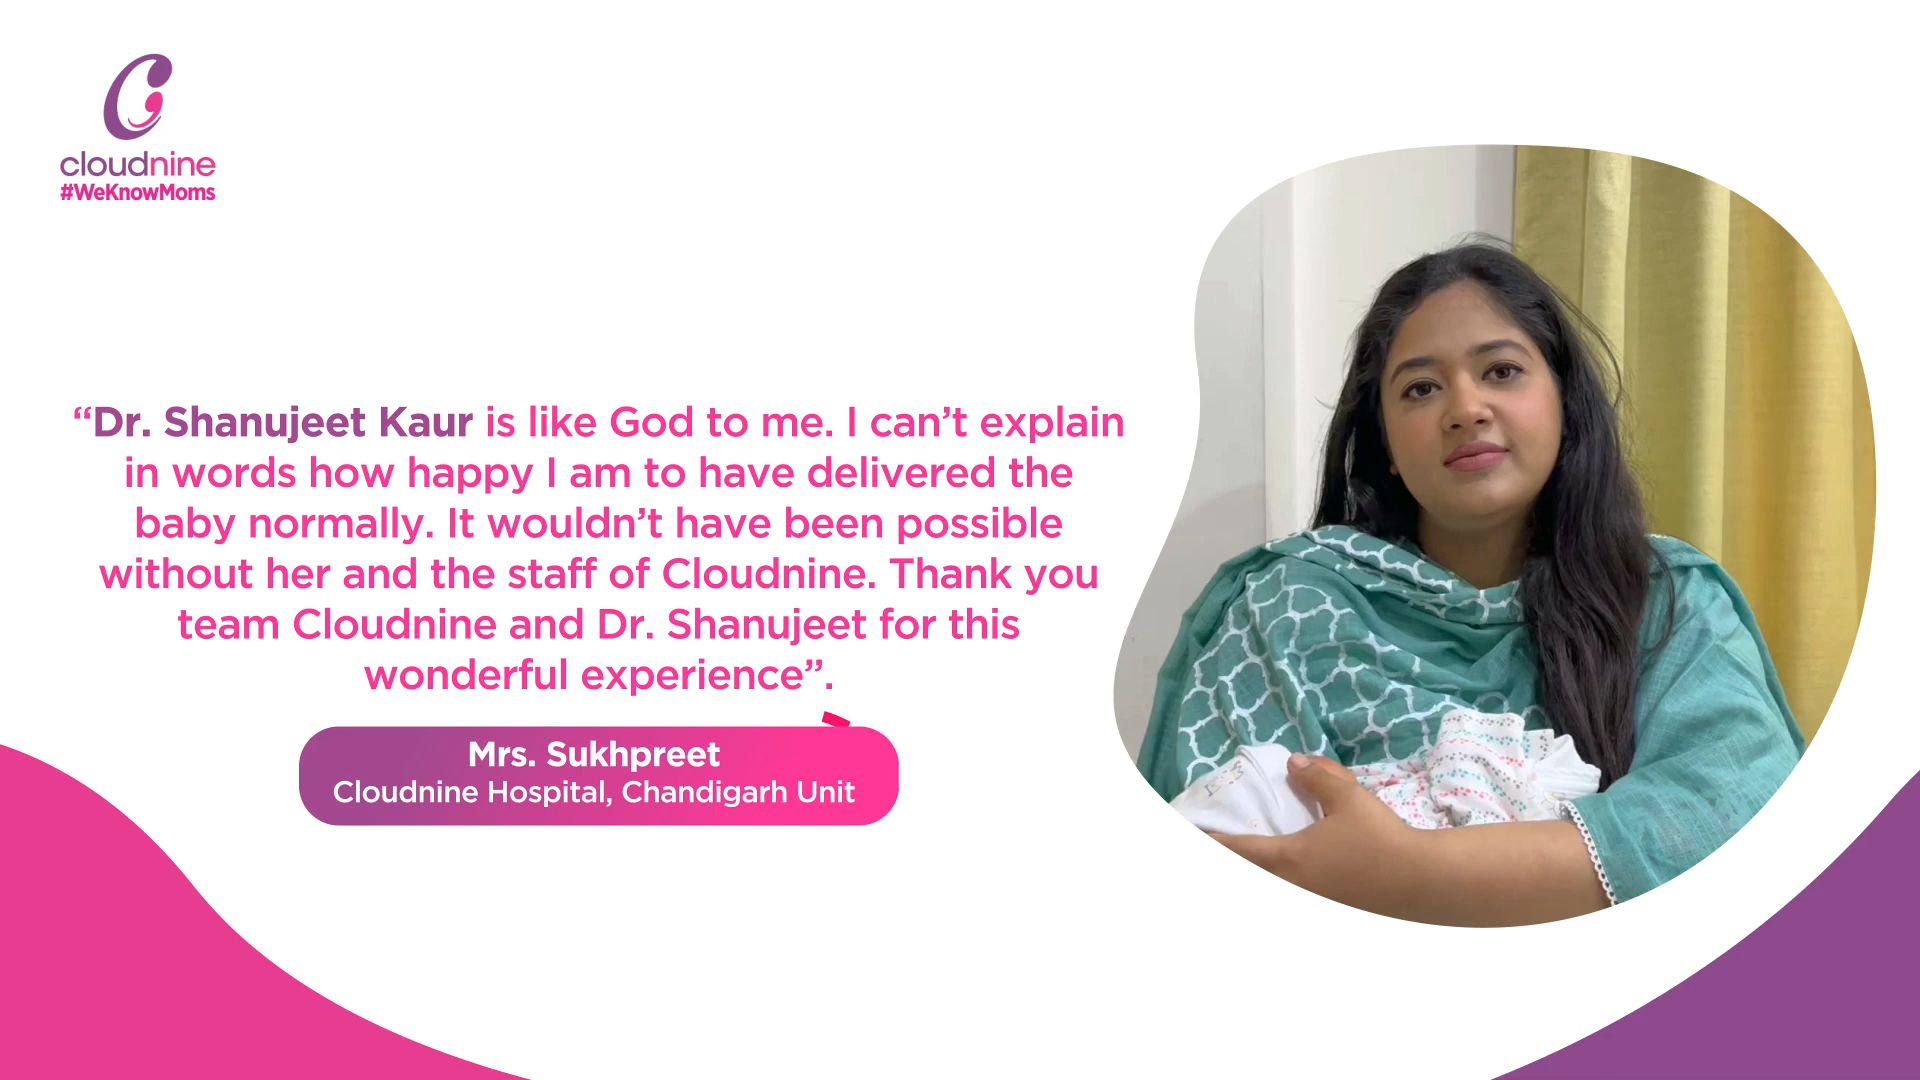 cloudnine
#WeKnowMoms
“Dr. Shanujeet Kaur is like God to me. I can’t explain
in words how happy I am to have delivered the
baby normally. It wouldn’t have been possible
without her and the staff of Cloudnine. Thank you
team Cloudnine and Dr. Shanujeet for this
wonderful experience”.
Mrs. Sukhpreet
Cloudnine Hospital, Chandigarh Unit